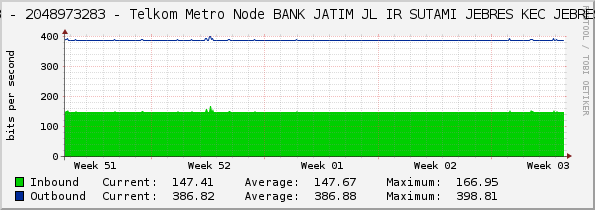 - 2048973283 - Telkom Metro Node BANK JATIM JL IR SUTAMI JEBRES KEC JEBRES
RRDTOOL / TOBI OETIKER
bits per second
400
300
200
100
0
Week 51 Week 52 Week 01 Week 02 Week 03
Inbound Current: 147.41 Average: 147.67 Maximum: 166.95
Outbound Current: 386.82 Average: 386.88 Maximum: 398.81